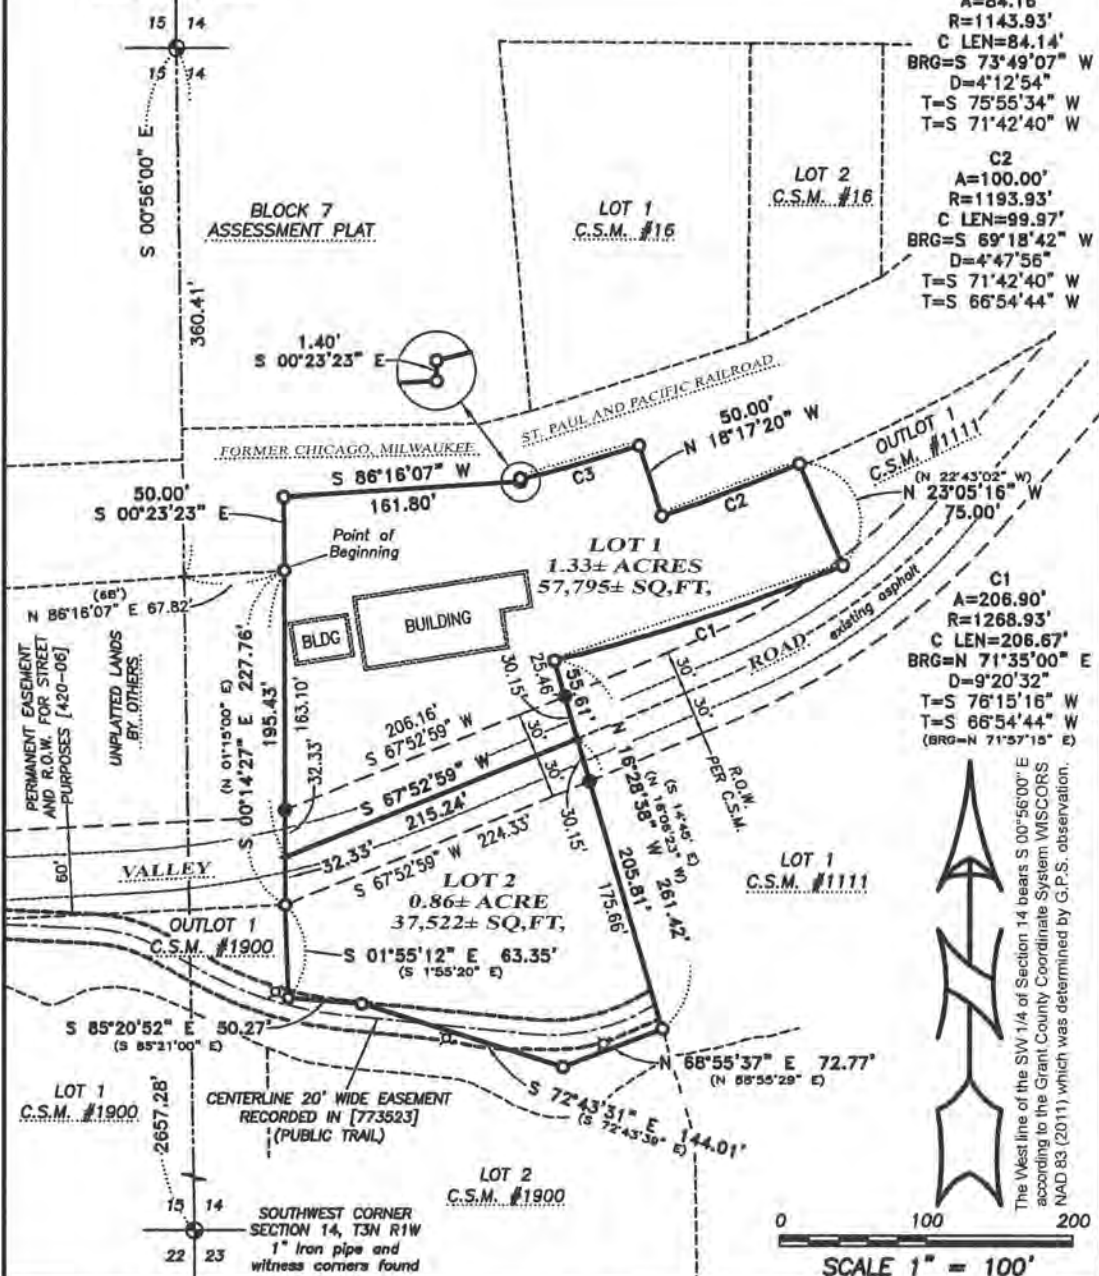 A=84.16'
R=1143.93'
C LEN=84.14'
BRG=S 73°49'07" W
D=4°12'54"
T=S 75°55'34" W
T=S 71°42'40" W
C2
A=100.00'
R=1193.93'
C LEN=99.97'
BRG=S 69°18'42" W
D=4°47'56"
T=S 71°42'40" W
T=S 66°54'44" W
15 14
15 14
S 00°56'00" E
360.41'
BLOCK 7
ASSESSMENT PLAT
LOT 1
C.S.M. #16
LOT 2
C.S.M. #16
1.40'
S 00°23'23" E
FORMER CHICAGO, MILWAUKEE
ST. PAUL AND PACIFIC RAILROAD
S 86°16'07" W
161.80'
C3
50.00'
N 18°17'20" W
C2
OUTLOT 1
C.S.M. #1111
(N 22°43'02" W)
N 23°05'16" W
75.00'
50.00'
S 00°23'23" E
Point of
Beginning
LOT 1
1.33± ACRES
57,795± SQ,FT,
(68')
N 86°16'07" E 67.82'
BLDG
BUILDING
C1
ROAD
existing asphalt
C1
A=206.90'
R=1268.93'
C LEN=206.67'
BRG=N 71°35'00" E
D=9°20'32"
T=S 76°15'16" W
T=S 66°54'44" W
(BRG=N 71°57'15" E)
PERMANENT EASEMENT
AND R.O.W. FOR STREET
PURPOSES [420-06]
UNPLATTED LANDS
BY OTHERS
(N 01°15'00" E)
S 00°14'27" E 227.76'
195.43'
163.10'
32.33'
206.16'
S 67°52'59" W
S 67°52'59" W
215.24'
32.33'
S 67°52'59" W 224.33'
25.46'
30.15'
55.61'
30'
30'
30.15'
30'
30'
R.O.W.
PER C.S.M.
N 16°28'38" W 261.42'
(N 16°06'23" W)
(S 14°45' E)
205.81'
175.66'
60'
VALLEY
LOT 2
0.86± ACRE
37,522± SQ,FT,
LOT 1
C.S.M. #1111
OUTLOT 1
C.S.M. #1900
S 01°55'12" E 63.35'
(S 1°55'20" E)
S 85°20'52" E 50.27'
(S 85°21'00" E)
N 68°55'37" E 72.77'
(N 68°55'29" E)
S 72°43'31" E 144.01'
(S 72°43'39" E)
LOT 1
C.S.M. #1900
CENTERLINE 20' WIDE EASEMENT
RECORDED IN [773523]
(PUBLIC TRAIL)
2657.28'
LOT 2
C.S.M. #1900
15 14
22 23
SOUTHWEST CORNER
SECTION 14, T3N R1W
1" Iron pipe and
witness corners found
The West line of the SW 1/4 of Section 14 bears S 00°56'00" E
according to the Grant County Coordinate System WISCORS
NAD 83 (2011) which was determined by G.P.S. observation.
0 100 200
SCALE 1" = 100'